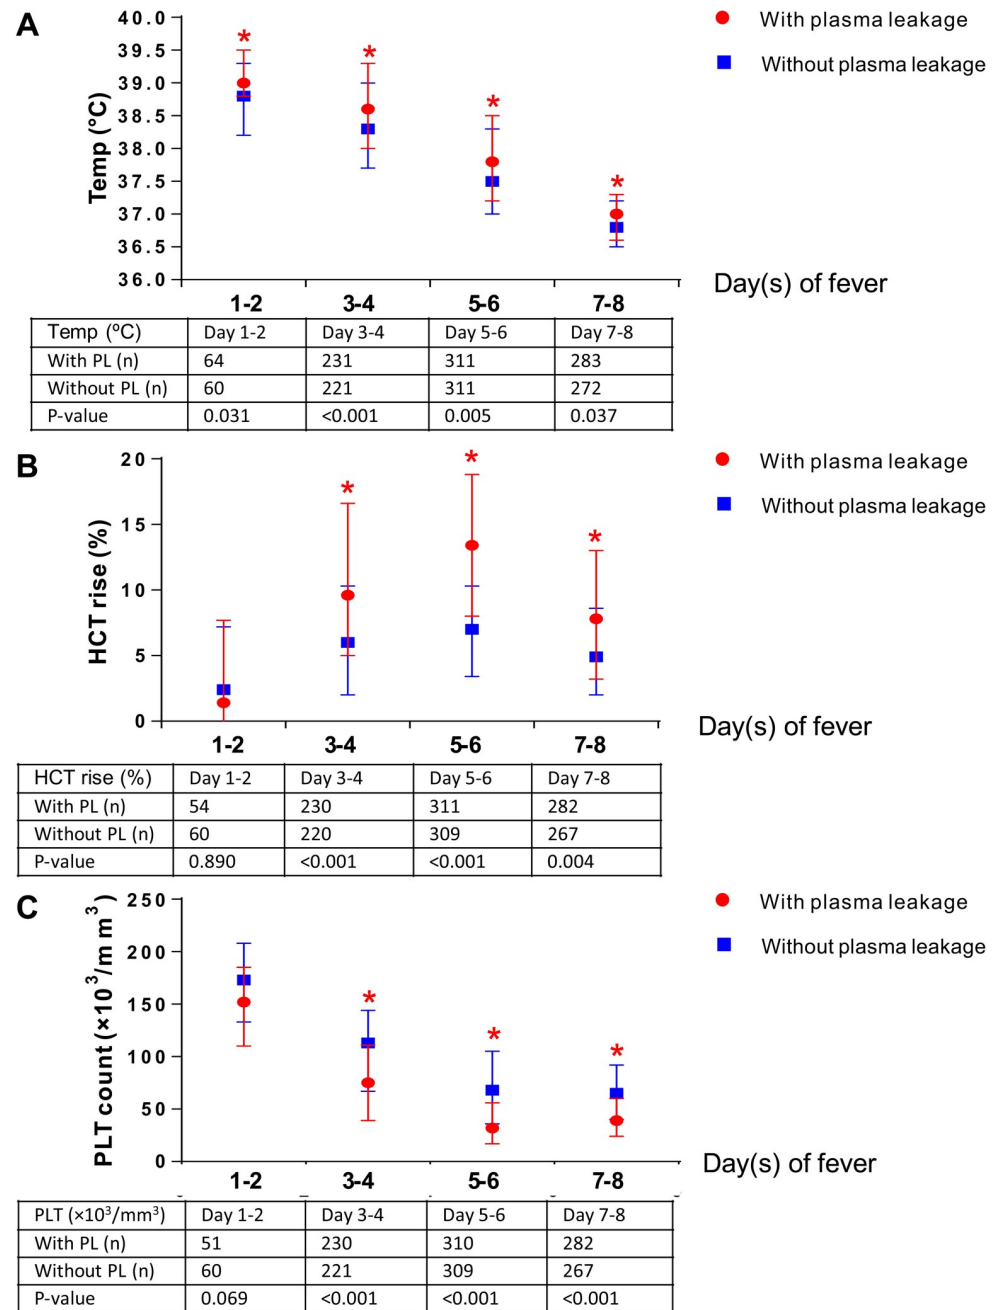 A
40.0
39.5
39.0
38.5
38.0
37.5
37.0
36.5
36.0
Temp (°C)
* * * *
With plasma leakage
Without plasma leakage
1-2 3-4 5-6 7-8
Day(s) of fever
Temp (ºC) Day 1-2 Day 3-4 Day 5-6 Day 7-8
With PL (n) 64 231 311 283
Without PL (n) 60 221 311 272
P-value 0.031 <0.001 0.005 0.037
B
20
15
10
5
0
HCT rise (%)
* * *
With plasma leakage
Without plasma leakage
1-2 3-4 5-6 7-8
Day(s) of fever
HCT rise (%) Day 1-2 Day 3-4 Day 5-6 Day 7-8
With PL (n) 54 230 311 282
Without PL (n) 60 220 309 267
P-value 0.890 <0.001 <0.001 0.004
C
250
200
150
100
50
0
PLT count (×10³/mm³)
* * *
With plasma leakage
Without plasma leakage
1-2 3-4 5-6 7-8
Day(s) of fever
PLT (×10³/mm³) Day 1-2 Day 3-4 Day 5-6 Day 7-8
With PL (n) 51 230 310 282
Without PL (n) 60 221 309 267
P-value 0.069 <0.001 <0.001 <0.001